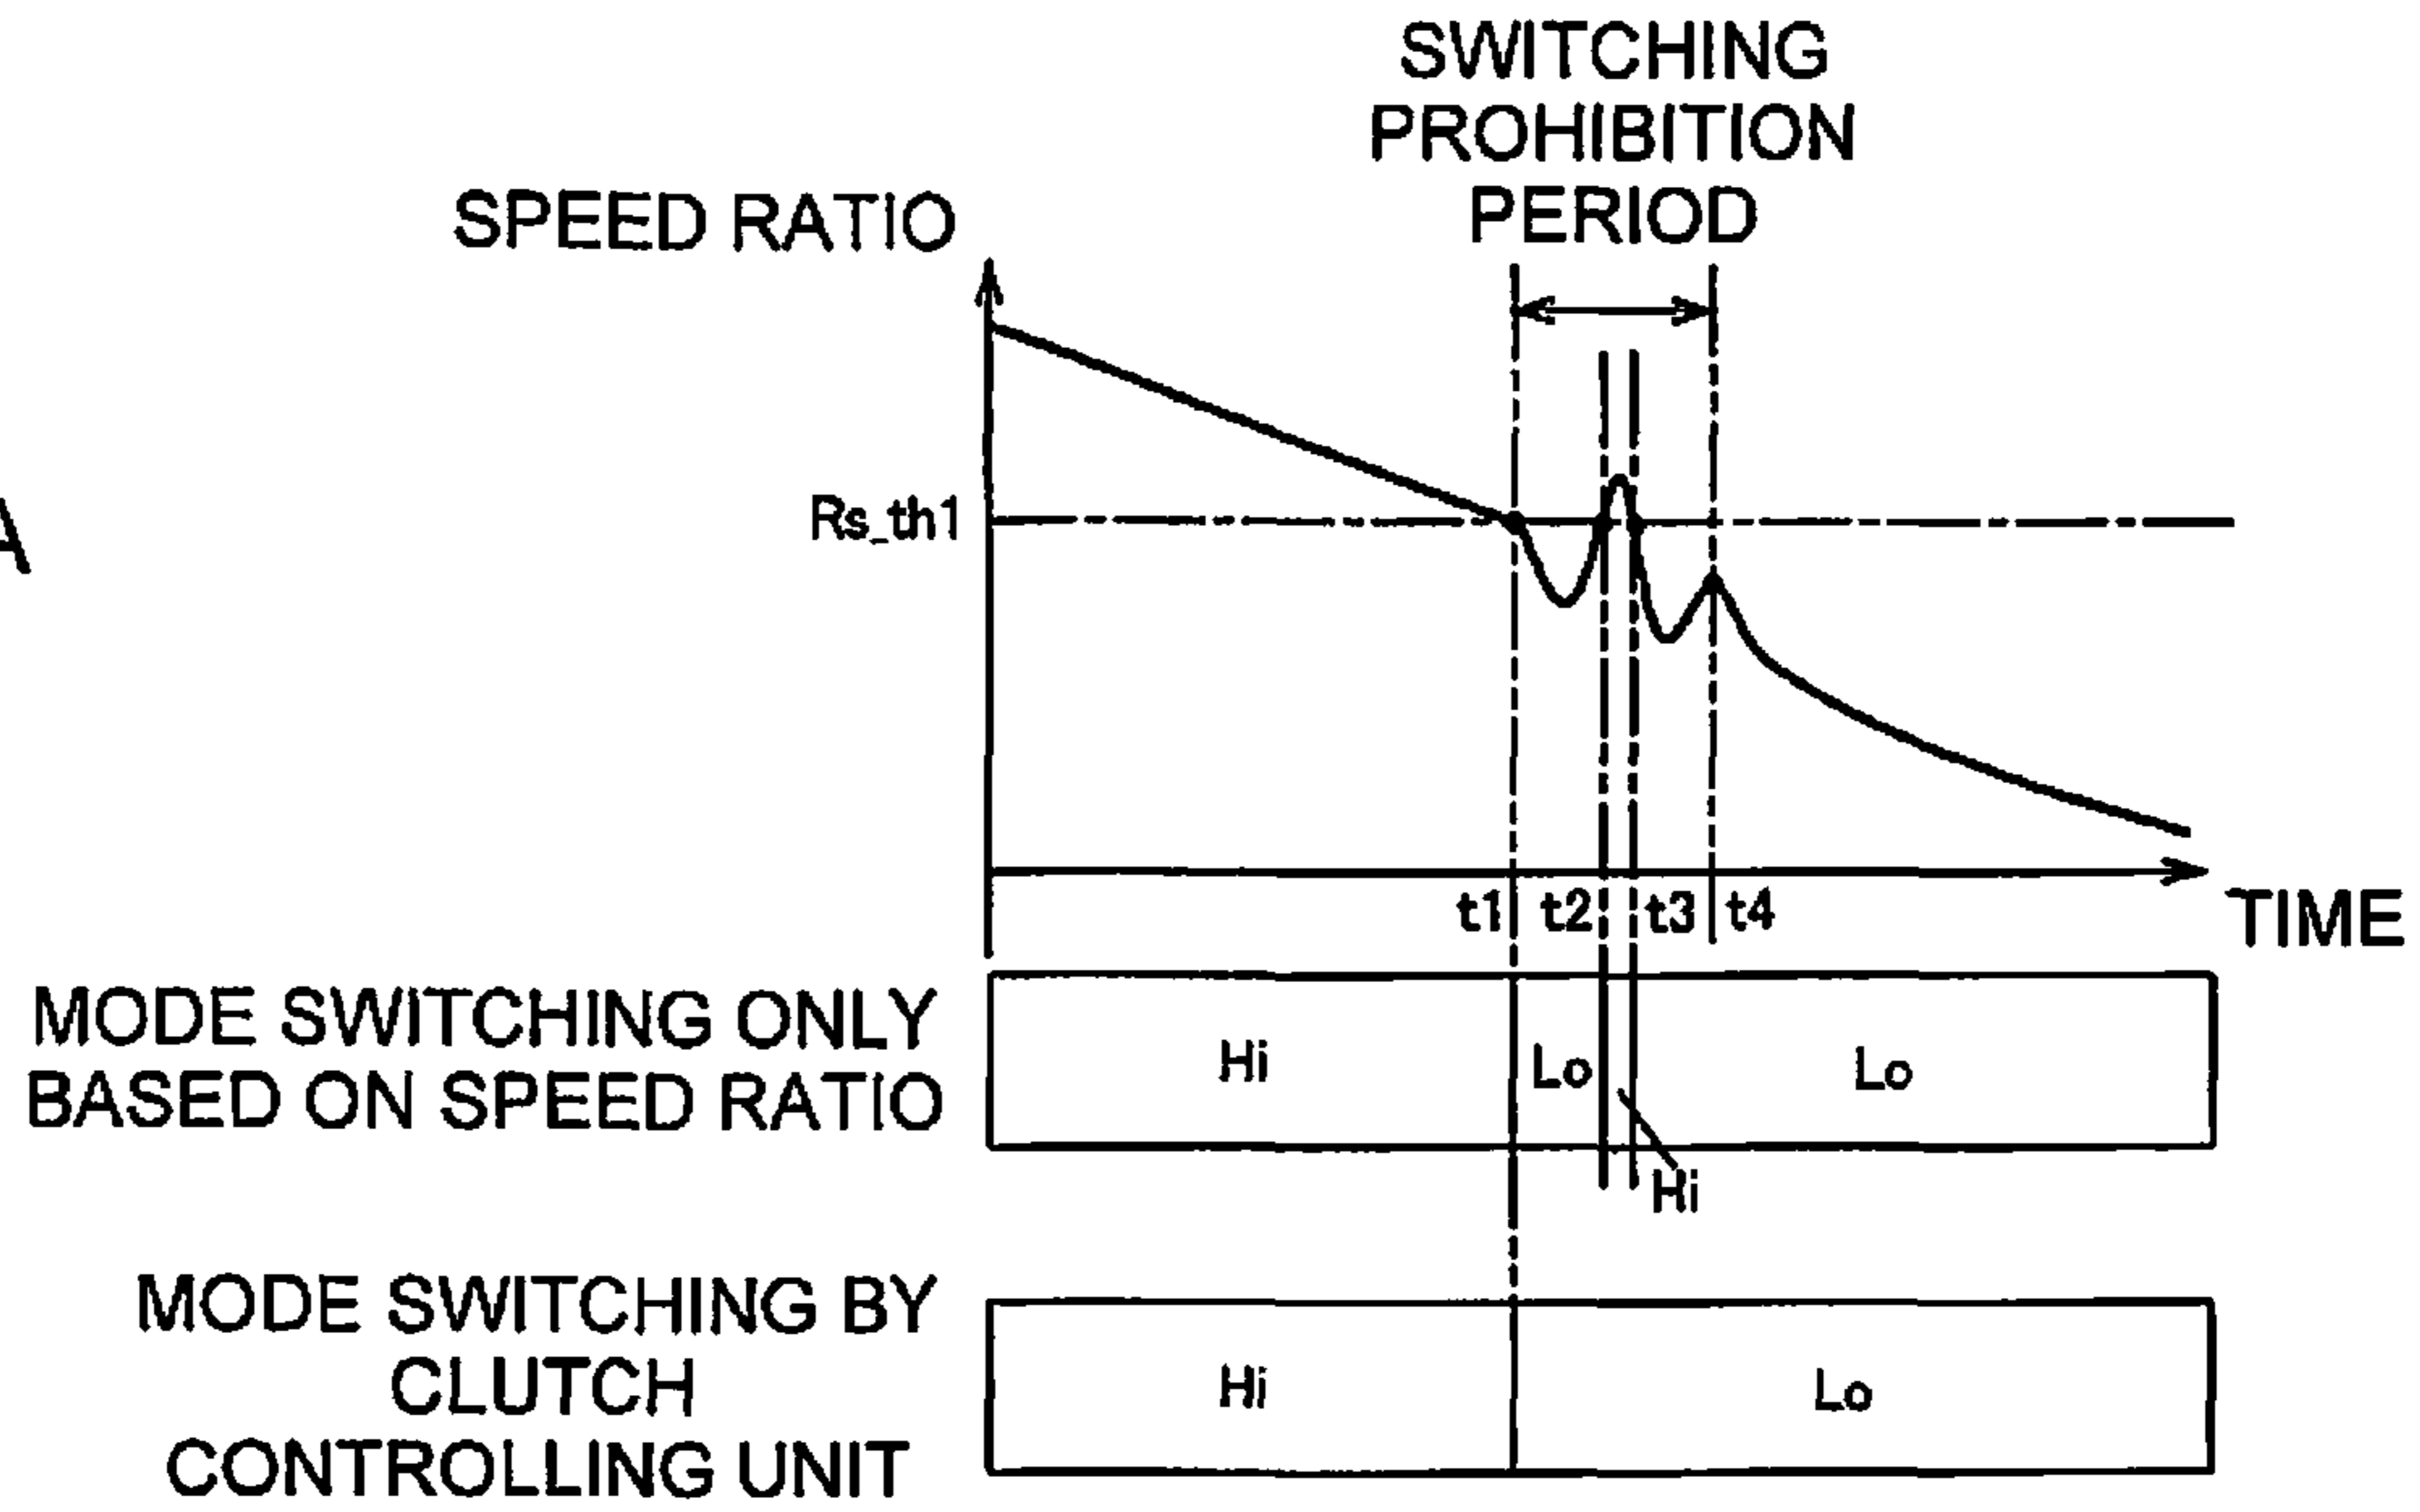 SWITCHING
PROHIBITION
PERIOD
SPEED RATIO
A
Rs_th1
t1 t2 t3 t4
TIME
MODE SWITCHING ONLY
BASED ON SPEED RATIO
Hi Lo Lo
Hi
MODE SWITCHING BY
CLUTCH
CONTROLLING UNIT
Hi Lo